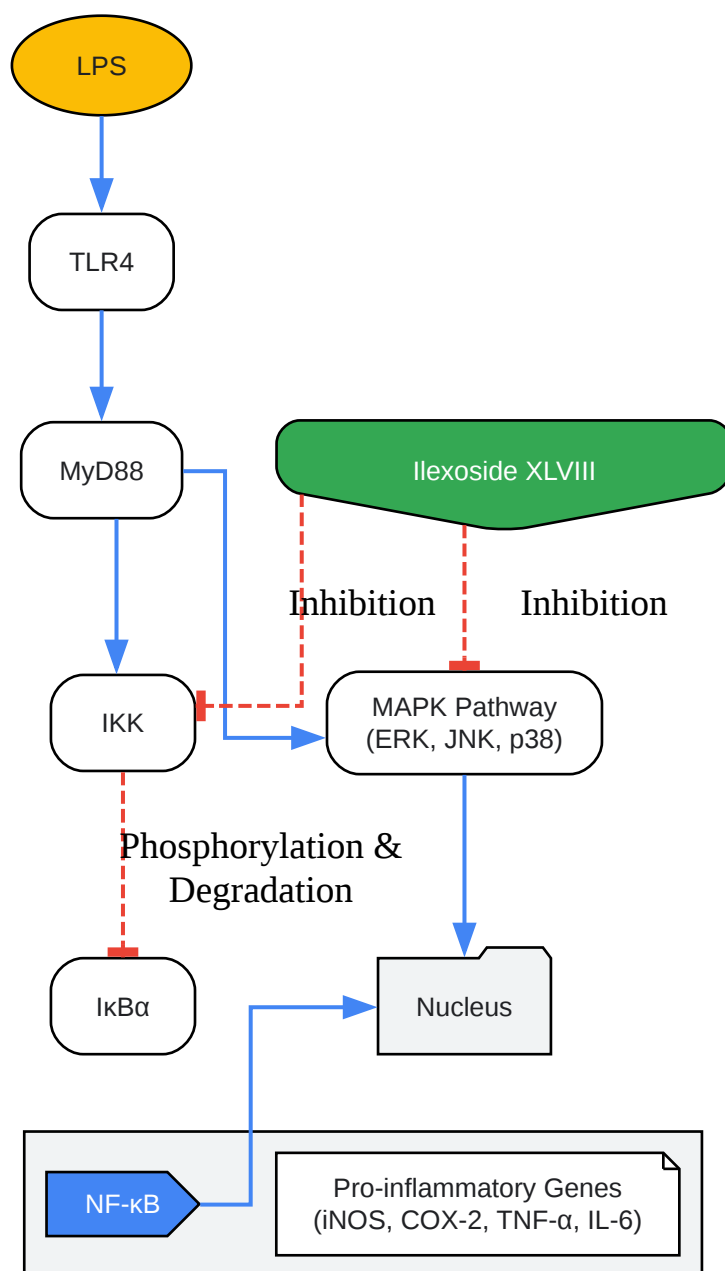 LPS
TLR4
MyD88
Ilexoside XLVIII
Inhibition
Inhibition
IKK
MAPK Pathway
(ERK, JNK, p38)
Phosphorylation &
Degradation
IκBα
Nucleus
NF-κB
Pro-inflammatory Genes
(iNOS, COX-2, TNF-α, IL-6)